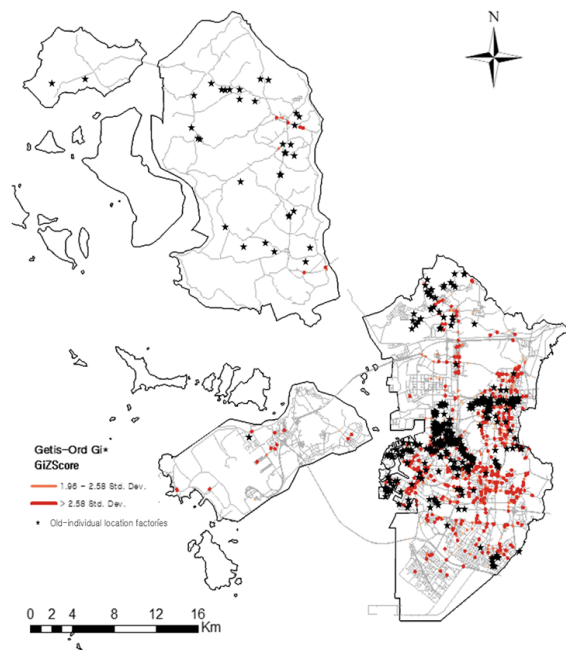 N
Getis-Ord Gi*
GiZScore
1.96 - 2.58 Std. Dev.
> 2.58 Std. Dev.
Old-individual location factories
0 2 4 8 12 16
Km